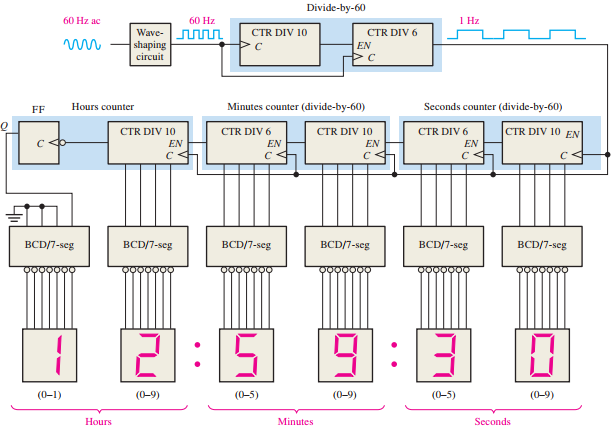 Divide-by-60
60 Hz ac
60 Hz
1 Hz
Wave-
shaping
circuit
CTR DIV 10
C
CTR DIV 6
EN
C
FF
Hours counter
Minutes counter (divide-by-60)
Seconds counter (divide-by-60)
Q
C
CTR DIV 10
EN
C
CTR DIV 6
EN
C
CTR DIV 10
EN
C
CTR DIV 6
EN
C
CTR DIV 10
EN
C
BCD/7-seg
BCD/7-seg
BCD/7-seg
BCD/7-seg
BCD/7-seg
BCD/7-seg
1 2 : 5 9 : 3 0
(0–1)
(0–9)
(0–5)
(0–9)
(0–5)
(0–9)
Hours
Minutes
Seconds